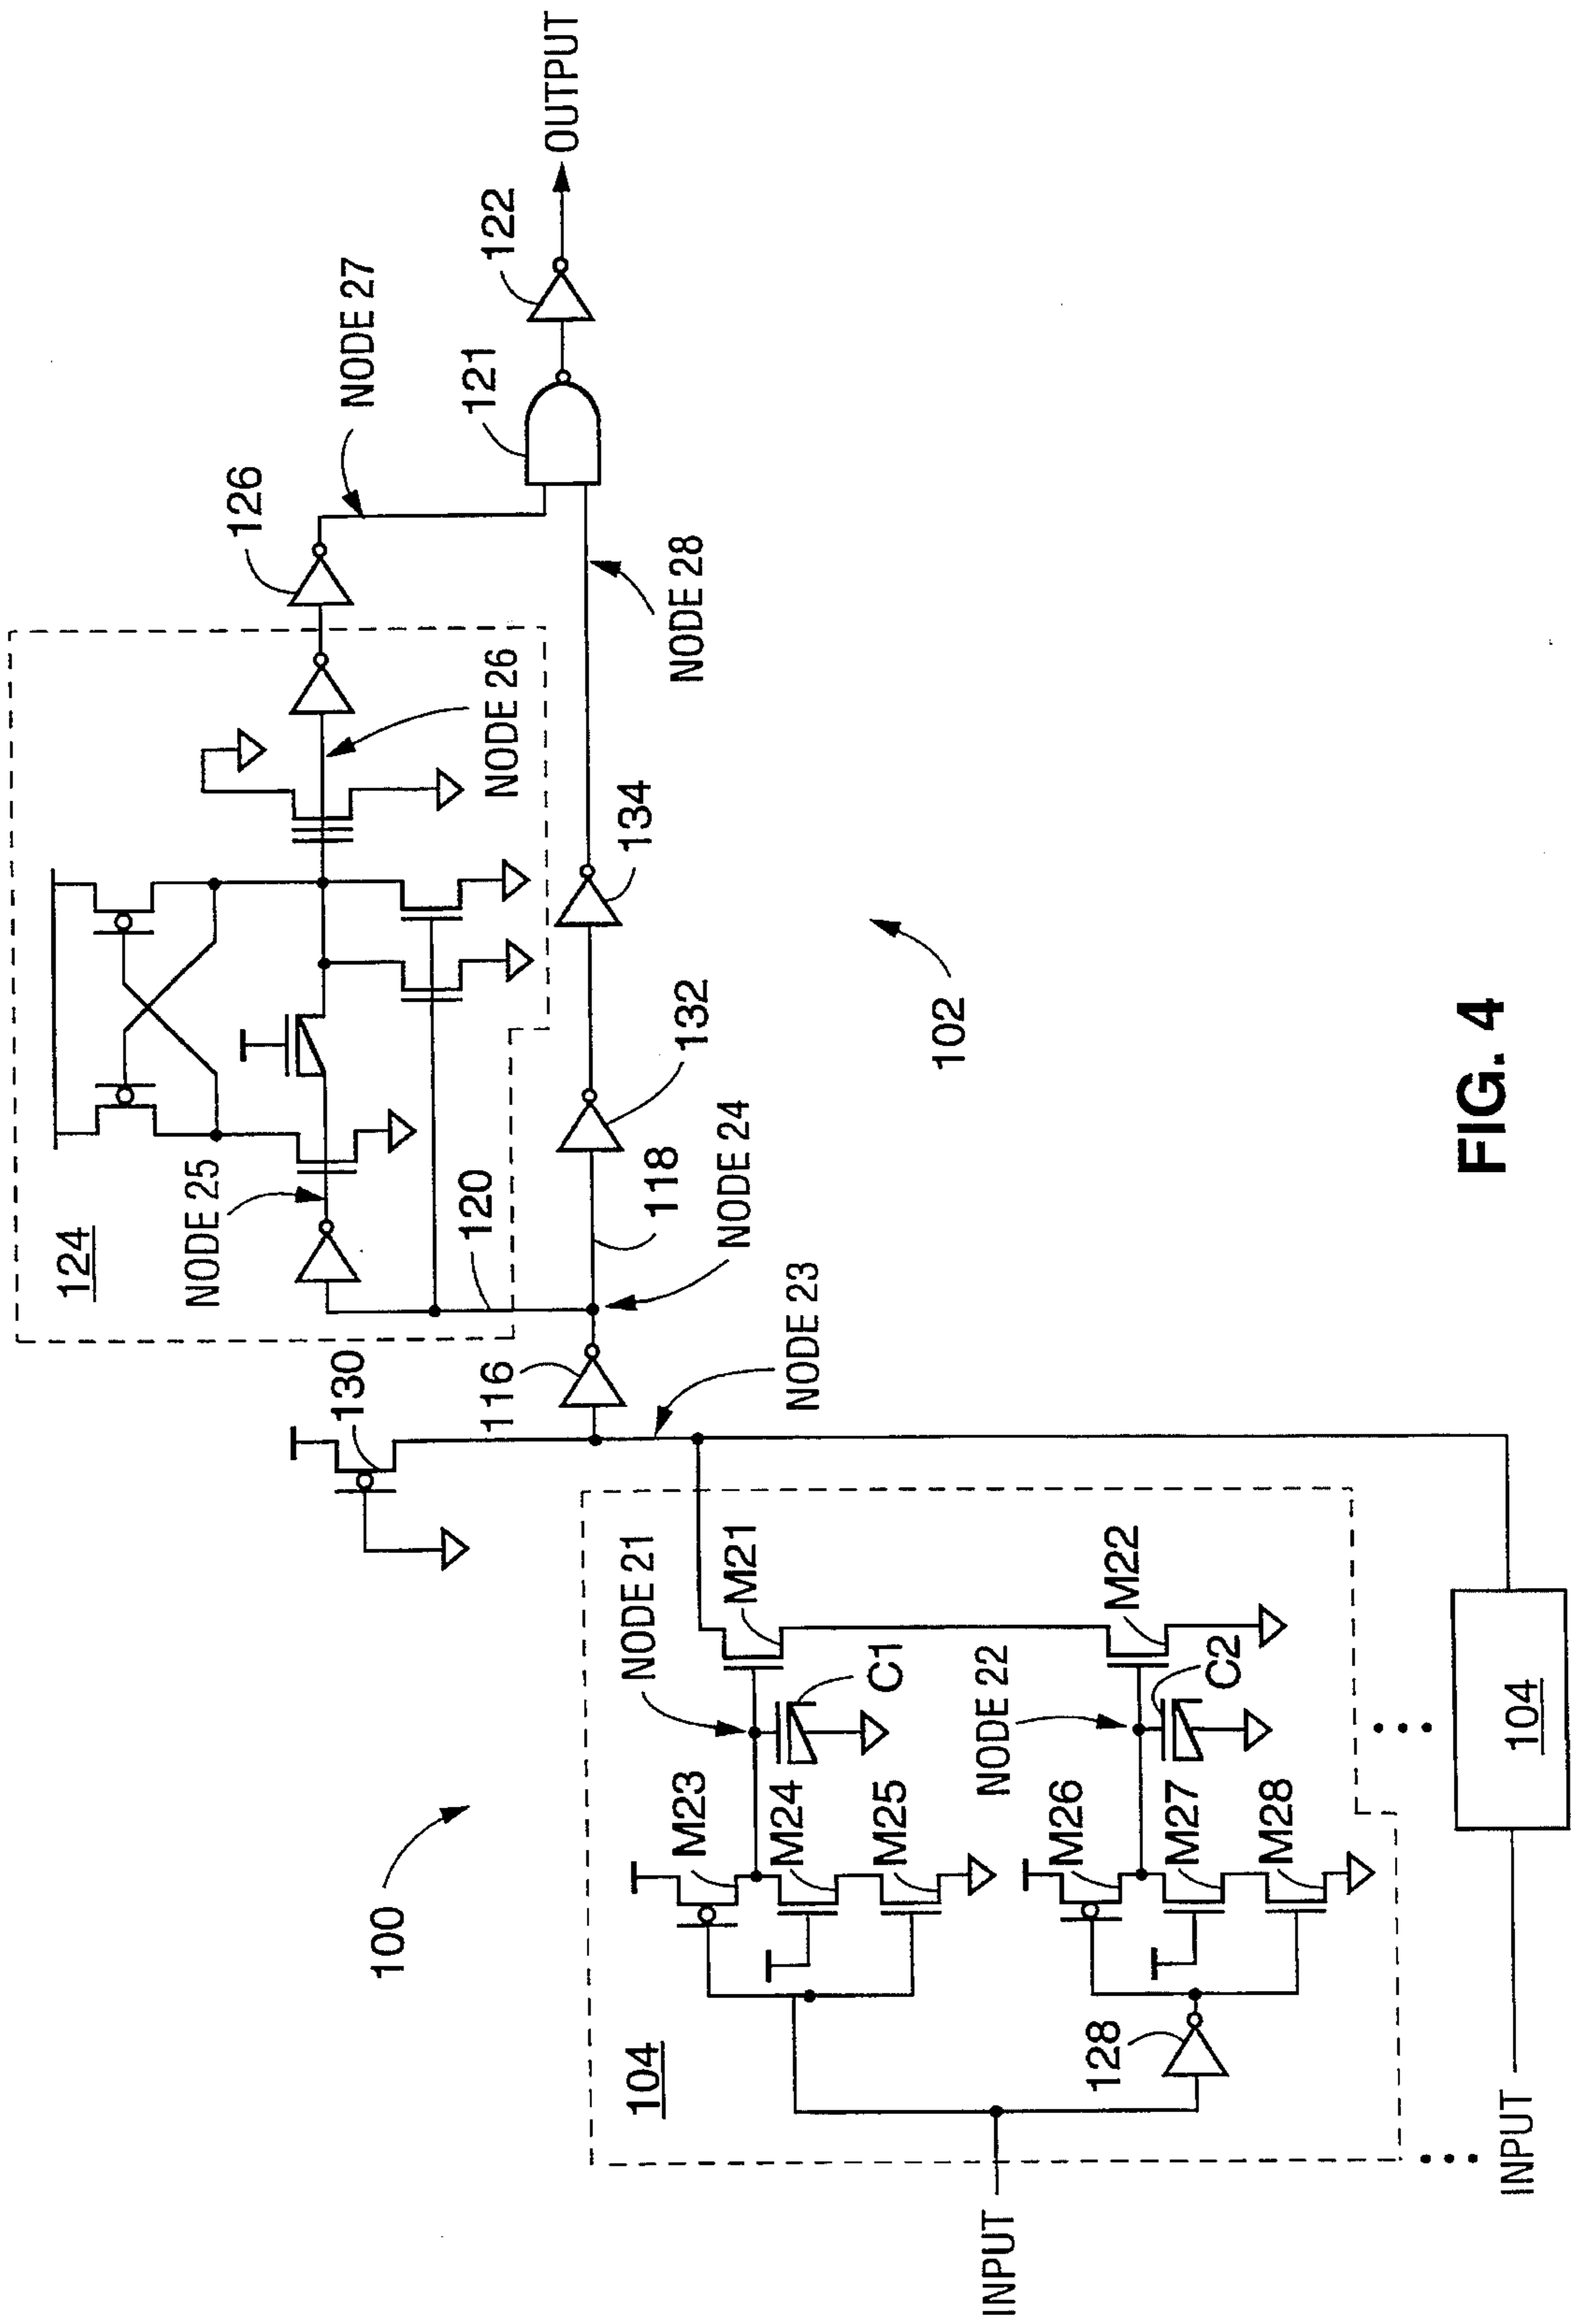 100
104
INPUT
128
M23
M24
M25
NODE 21
C1
M21
M26
M27
M28
NODE 22
C2
M22
104
INPUT
130
116
NODE 23
124
NODE 25
120
118
NODE 24
132
134
NODE 26
126
NODE 27
NODE 28
121
122
OUTPUT
102
FIG. 4